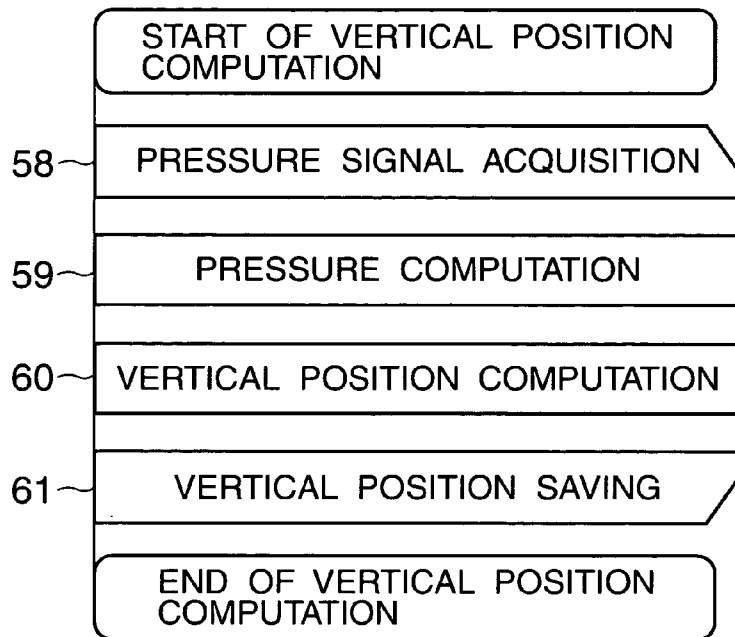 START OF VERTICAL POSITION
COMPUTATION
58 PRESSURE SIGNAL ACQUISITION
59 PRESSURE COMPUTATION
60 VERTICAL POSITION COMPUTATION
61 VERTICAL POSITION SAVING
END OF VERTICAL POSITION
COMPUTATION